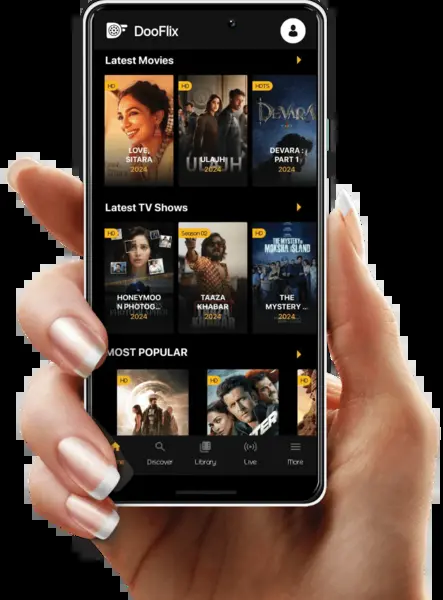 DooFlix
Latest Movies
HD
HD
HDTS
DEVARA
LOVE,
SITARA
2024
ULAJH
ULAJH
2024
DEVARA :
PART 1
2024
Latest TV Shows
HD
Season 02
HD
THE MYSTERY OF
MOKSHA ISLAND
HONEYMOO
N PHOTOG...
2024
TAAZA
KHABAR
2024
THE
MYSTERY ...
2024
MOST POPULAR
HD
HD
HD
Discover
Library
Live
More